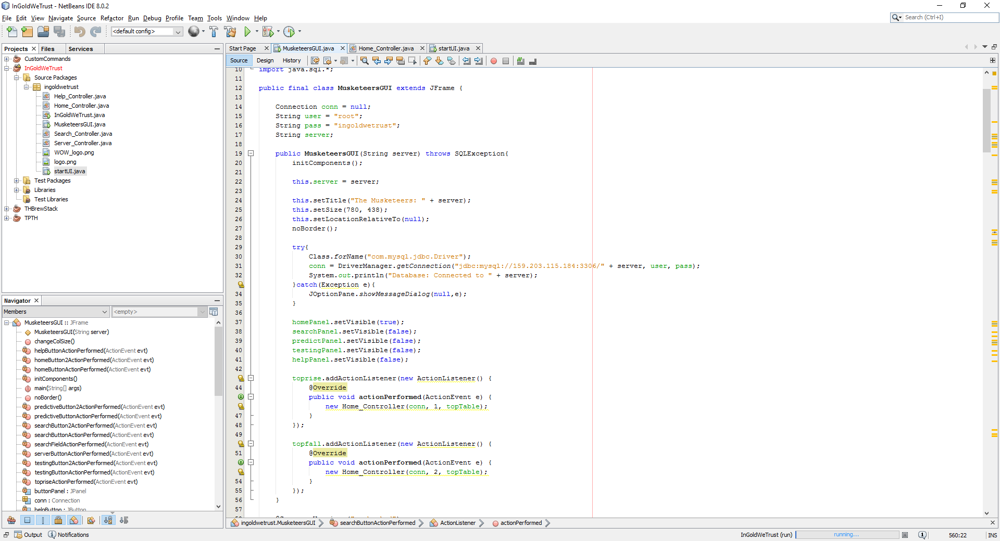 InGoldWeTrust - NetBeans IDE 8.0.2
File Edit View Navigate Source Refactor Run Debug Profile Team Tools Window Help
Search (Ctrl+I)
<default config>
Projects Files Services
CustomCommands
InGoldWeTrust
Source Packages
ingoldwetrust
Help_Controller.java
Home_Controller.java
InGoldWeTrust.java
MusketeersGUI.java
Search_Controller.java
Server_Controller.java
WOW_logo.png
logo.png
startUI.java
Test Packages
Libraries
Test Libraries
THBrewStack
TPTH
Navigator
Members <empty>
MusketeersGUI :: JFrame
MusketeersGUI(String server)
changeColSize()
helpButtonActionPerformed(ActionEvent evt)
homeButton2ActionPerformed(ActionEvent evt)
homeButtonActionPerformed(ActionEvent evt)
initComponents()
main(String[] args)
noBorder()
predictiveButton2ActionPerformed(ActionEvent evt)
predictiveButtonActionPerformed(ActionEvent evt)
searchButton2ActionPerformed(ActionEvent evt)
searchButtonActionPerformed(ActionEvent evt)
searchFieldActionPerformed(ActionEvent evt)
serverButtonActionPerformed(ActionEvent evt)
testingButton2ActionPerformed(ActionEvent evt)
testingButtonActionPerformed(ActionEvent evt)
topriseActionPerformed(ActionEvent evt)
buttonPanel : JPanel
conn : Connection
helpButton : JButton
Start Page MusketeersGUI.java Home_Controller.java startUI.java
Source Design History
10 import java.sql.*;
11
12 public final class MusketeersGUI extends JFrame {
13
14 Connection conn = null;
15 String user = "root";
16 String pass = "ingoldwetrust";
17 String server;
18
19 public MusketeersGUI(String server) throws SQLException{
20 initComponents();
21
22 this.server = server;
23
24 this.setTitle("The Musketeers: " + server);
25 this.setSize(780, 438);
26 this.setLocationRelativeTo(null);
27 noBorder();
28
29 try{
30 Class.forName("com.mysql.jdbc.Driver");
31 conn = DriverManager.getConnection("jdbc:mysql://159.203.115.184:3306/" + server, user, pass);
32 System.out.println("Database: Connected to " + server);
}catch(Exception e){
34 JOptionPane.showMessageDialog(null,e);
35 }
36
37 homePanel.setVisible(true);
38 searchPanel.setVisible(false);
39 predictPanel.setVisible(false);
40 testingPanel.setVisible(false);
41 helpPanel.setVisible(false);
42
toprise.addActionListener(new ActionListener() {
44 @Override
public void actionPerformed(ActionEvent e) {
new Home_Controller(conn, 1, topTable);
47 }
48 });
49
topfall.addActionListener(new ActionListener() {
51 @Override
public void actionPerformed(ActionEvent e) {
new Home_Controller(conn, 2, topTable);
54 }
55 });
56 }
57
ingoldwetrust.MusketeersGUI searchButtonActionPerformed ActionListener actionPerformed
Output Notifications
InGoldWeTrust (run) running... 1 560:22 INS